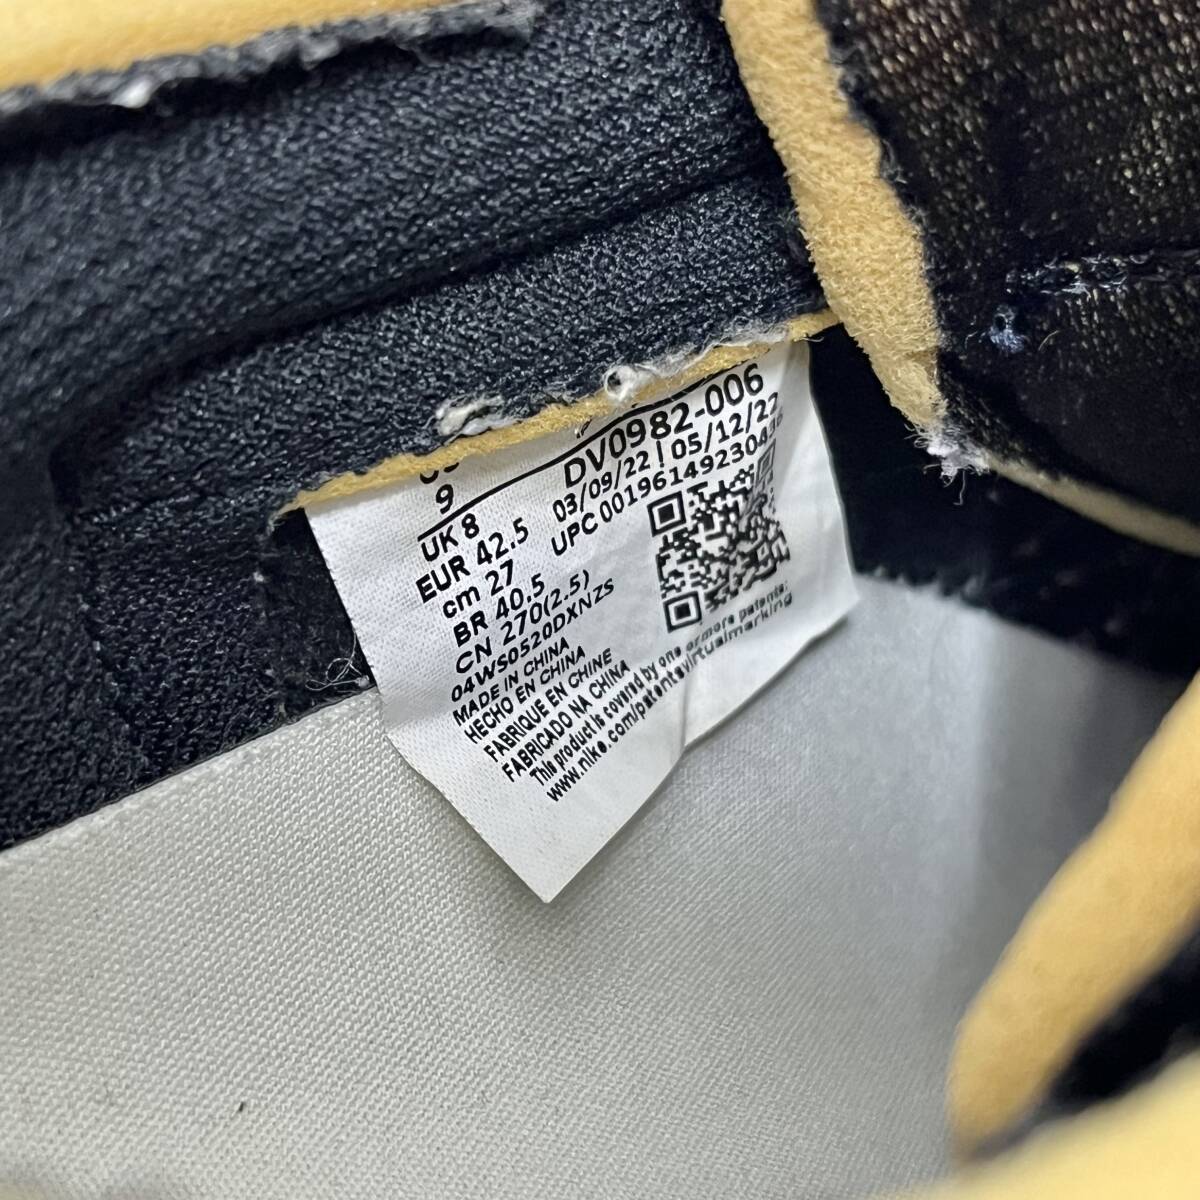 9
UK 8
EUR 42.5
cm 27
BR 40.5
CN 270(2.5)
04WS0520DXNZS
MADE IN CHINA
HECHO EN CHINA
FABRIQUE EN CHINE
FABRICADO NA CHINA
This product is covered by one or more patents:
www.nike.com/patentsvirtualmarking
DV0982-006
03/09/22 | 05/12/22
UPC